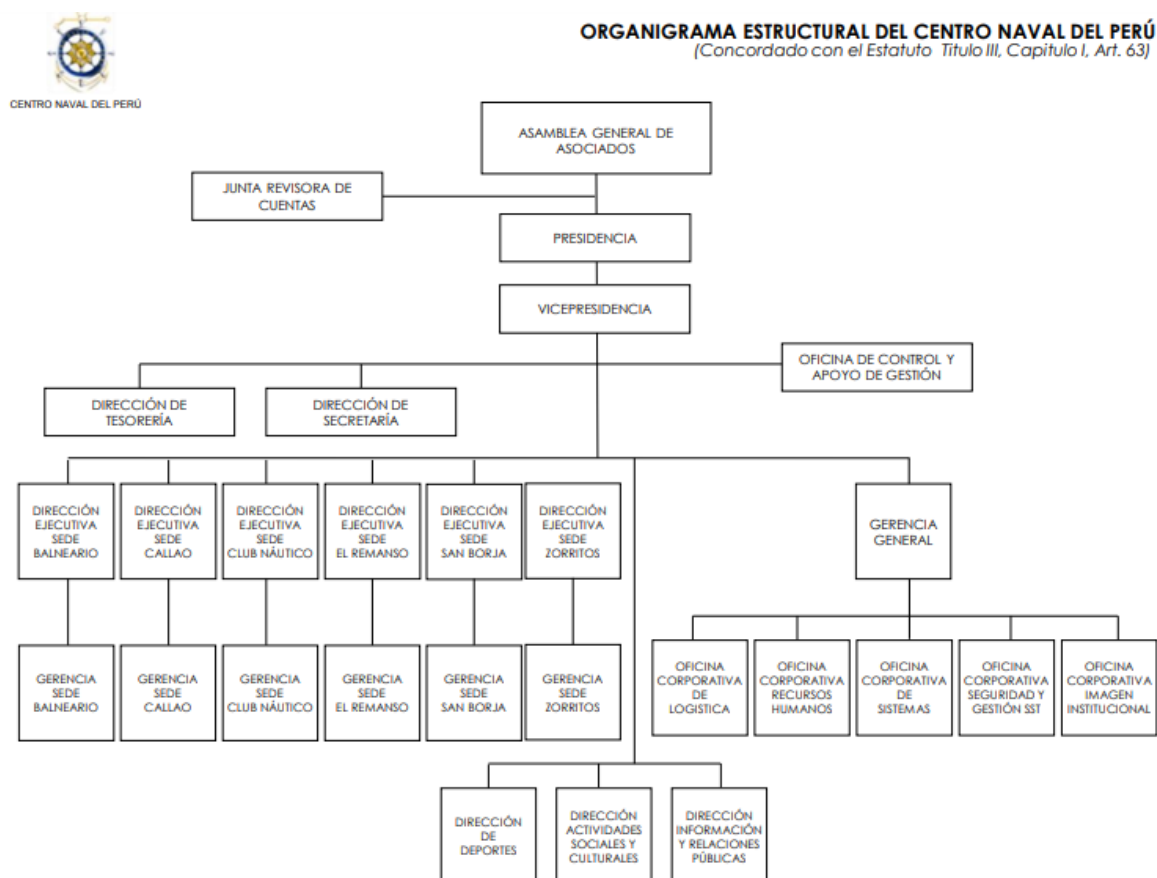 ORGANIGRAMA ESTRUCTURAL DEL CENTRO NAVAL DEL PERÚ
(Concordado con el Estatuto Titulo III, Capitulo I, Art. 63)
CENTRO NAVAL DEL PERÚ
ASAMBLEA GENERAL DE
ASOCIADOS
JUNTA REVISORA DE
CUENTAS
PRESIDENCIA
VICEPRESIDENCIA
OFICINA DE CONTROL Y
APOYO DE GESTIÓN
DIRECCIÓN DE
TESORERÍA
DIRECCIÓN DE
SECRETARÍA
DIRECCIÓN
EJECUTIVA
SEDE
BALNEARIO
DIRECCIÓN
EJECUTIVA
SEDE
CALLAO
DIRECCIÓN
EJECUTIVA
SEDE
CLUB NÁUTICO
DIRECCIÓN
EJECUTIVA
SEDE
EL REMANSO
DIRECCIÓN
EJECUTIVA
SEDE
SAN BORJA
DIRECCIÓN
EJECUTIVA
SEDE
ZORRITOS
GERENCIA
GENERAL
GERENCIA
SEDE
BALNEARIO
GERENCIA
SEDE
CALLAO
GERENCIA
SEDE
CLUB NÁUTICO
GERENCIA
SEDE
EL REMANSO
GERENCIA
SEDE
SAN BORJA
GERENCIA
SEDE
ZORRITOS
OFICINA
CORPORATIVA
DE
LOGISTICA
OFICINA
CORPORATIVA
RECURSOS
HUMANOS
OFICINA
CORPORATIVA
DE
SISTEMAS
OFICINA
CORPORATIVA
SEGURIDAD Y
GESTIÓN SST
OFICINA
CORPORATIVA
IMAGEN
INSTITUCIONAL
DIRECCIÓN
DE
DEPORTES
DIRECCIÓN
ACTIVIDADES
SOCIALES Y
CULTURALES
DIRECCIÓN
INFORMACIÓN
Y RELACIONES
PÚBLICAS